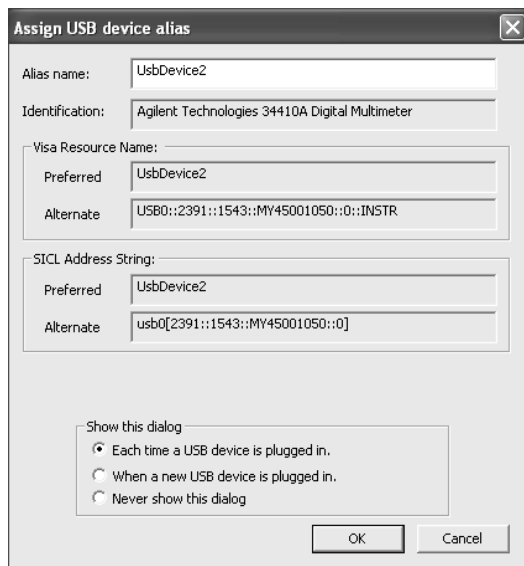 Assign USB device alias
Alias name: UsbDevice2
Identification: Agilent Technologies 34410A Digital Multimeter
Visa Resource Name:
Preferred UsbDevice2
Alternate USB0::2391::1543::MY45001050::0::INSTR
SICL Address String:
Preferred UsbDevice2
Alternate usb0[2391::1543::MY45001050::0]
Show this dialog
Each time a USB device is plugged in.
When a new USB device is plugged in.
Never show this dialog
OK Cancel